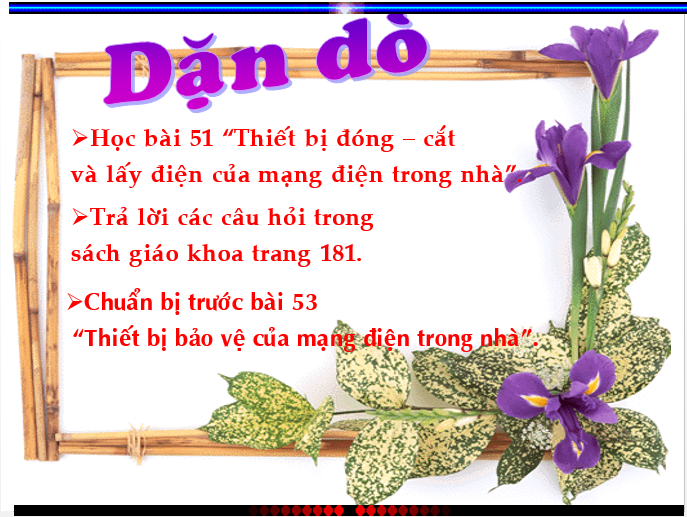 Dặn dò
➢Học bài 51 “Thiết bị đóng – cắt
và lấy điện của mạng điện trong nhà”.
➢Trả lời các câu hỏi trong
sách giáo khoa trang 181.
➢Chuẩn bị trước bài 53
“Thiết bị bảo vệ của mạng điện trong nhà”.